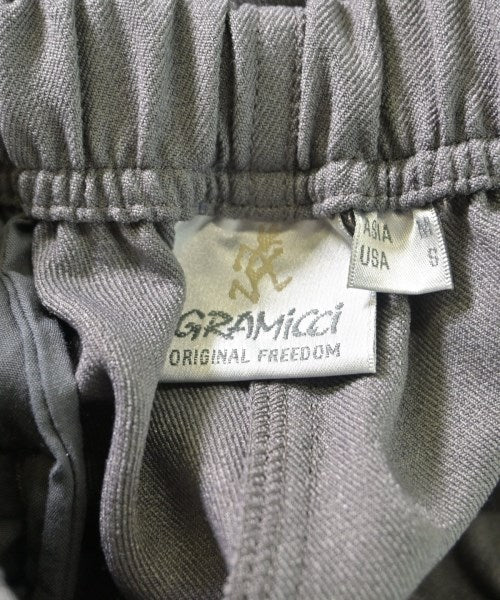 GRAMicci
ORIGINAL FREEDOM
ASIA M
USA S